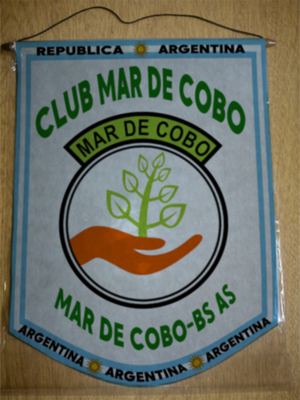 REPUBLICA ARGENTINA
CLUB MAR DE COBO
MAR DE COBO
MAR DE COBO-BS AS
ARGENTINA ARGENTINA ARGENTINA